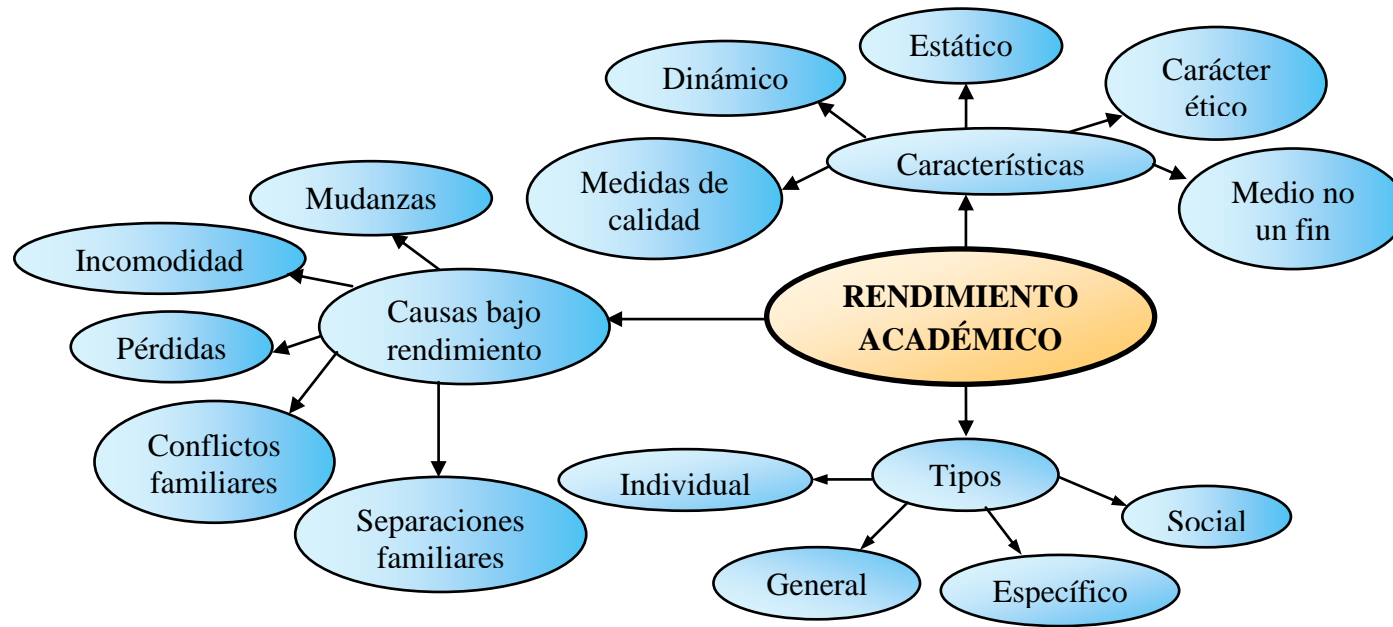 Estático
Dinámico
Carácter
ético
Características
Medidas de
calidad
Medio no
un fin
Mudanzas
Incomodidad
Causas bajo
rendimiento
Pérdidas
Conflictos
familiares
Separaciones
familiares
RENDIMIENTO
ACADÉMICO
Tipos
Individual
General
Específico
Social